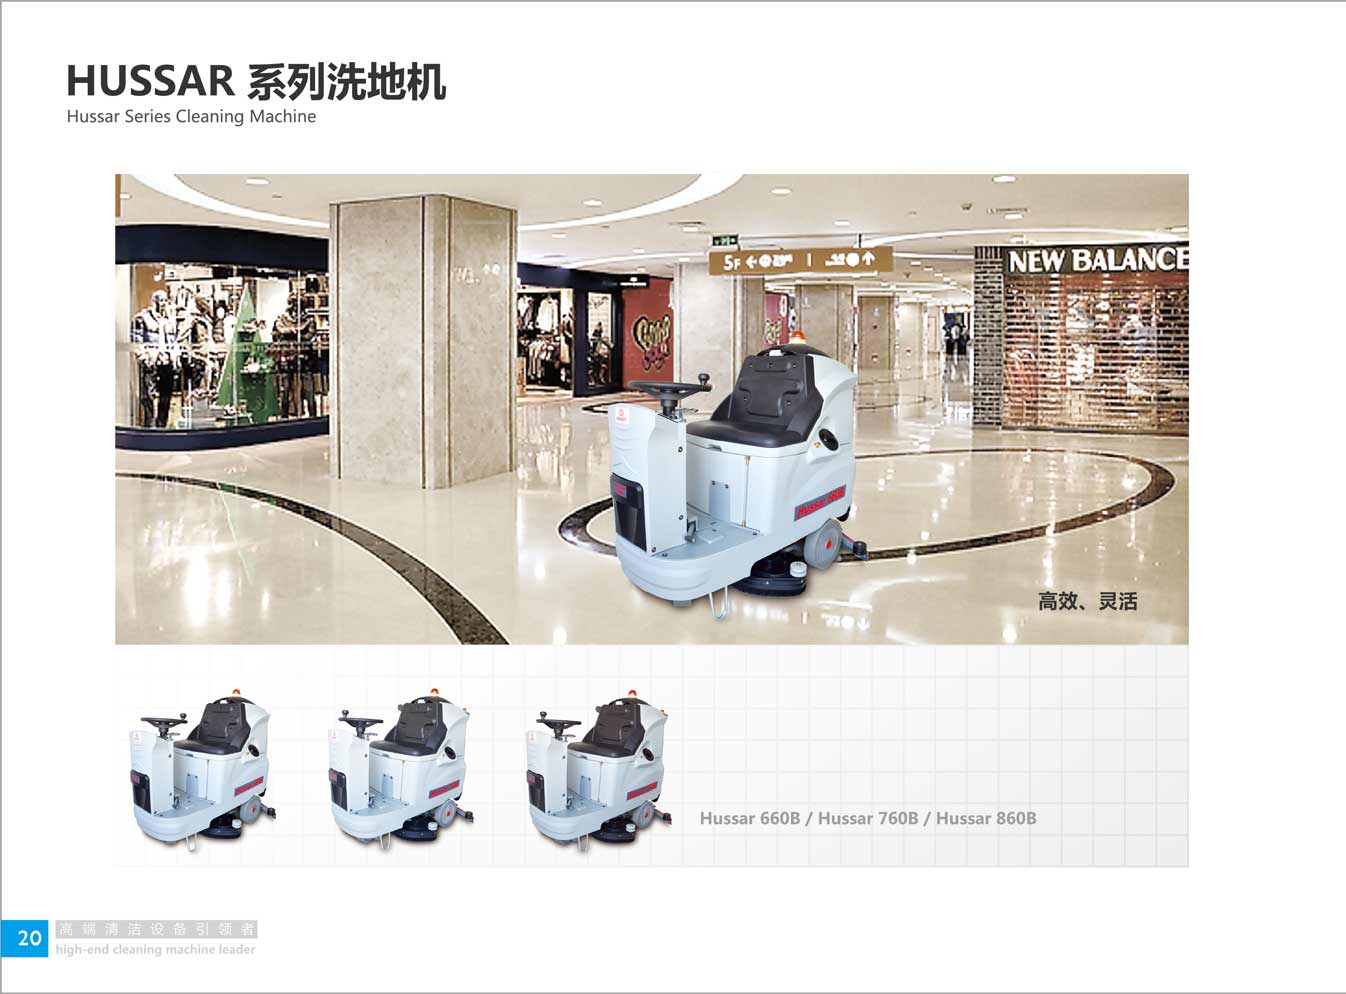 HUSSAR 系列洗地机
Hussar Series Cleaning Machine
5F
NEW BALANCE
高效、灵活
Hussar 660B / Hussar 760B / Hussar 860B
20
高端清洁设备引领者
high-end cleaning machine leader